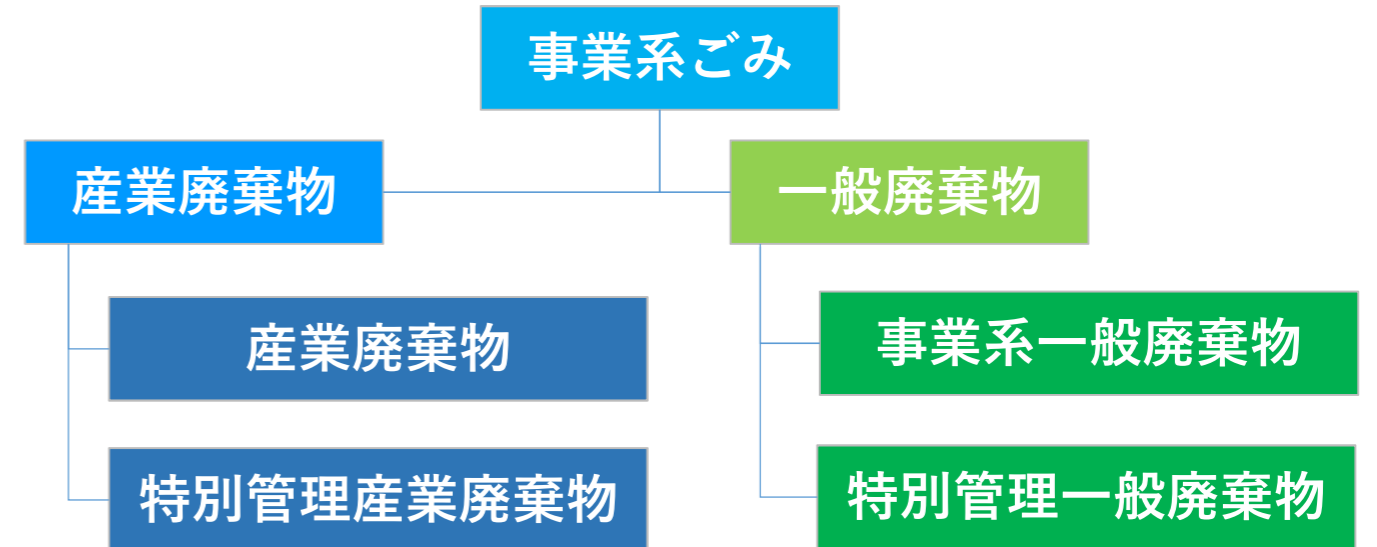 事業系ごみ
産業廃棄物
一般廃棄物
産業廃棄物
事業系一般廃棄物
特別管理産業廃棄物
特別管理一般廃棄物